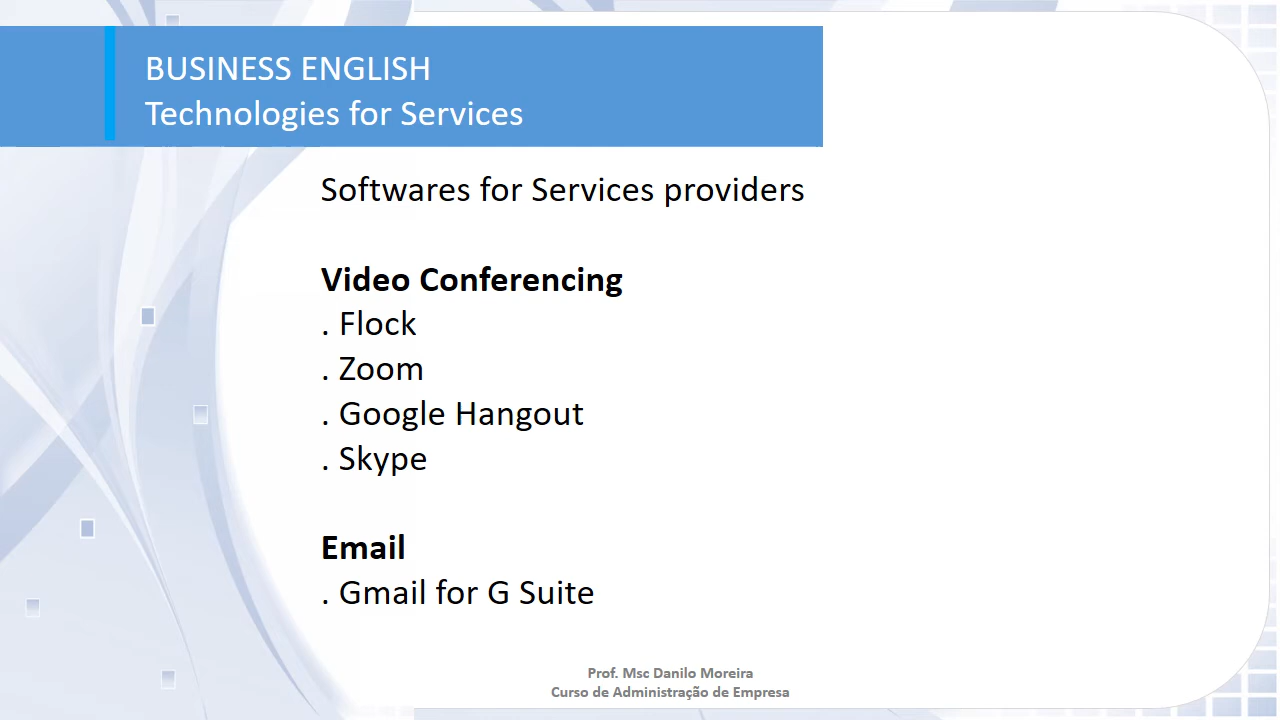 BUSINESS ENGLISH
Technologies for Services
Softwares for Services providers
Video Conferencing
. Flock
. Zoom
. Google Hangout
. Skype
Email
. Gmail for G Suite
Prof. Msc Danilo Moreira
Curso de Administração de Empresa